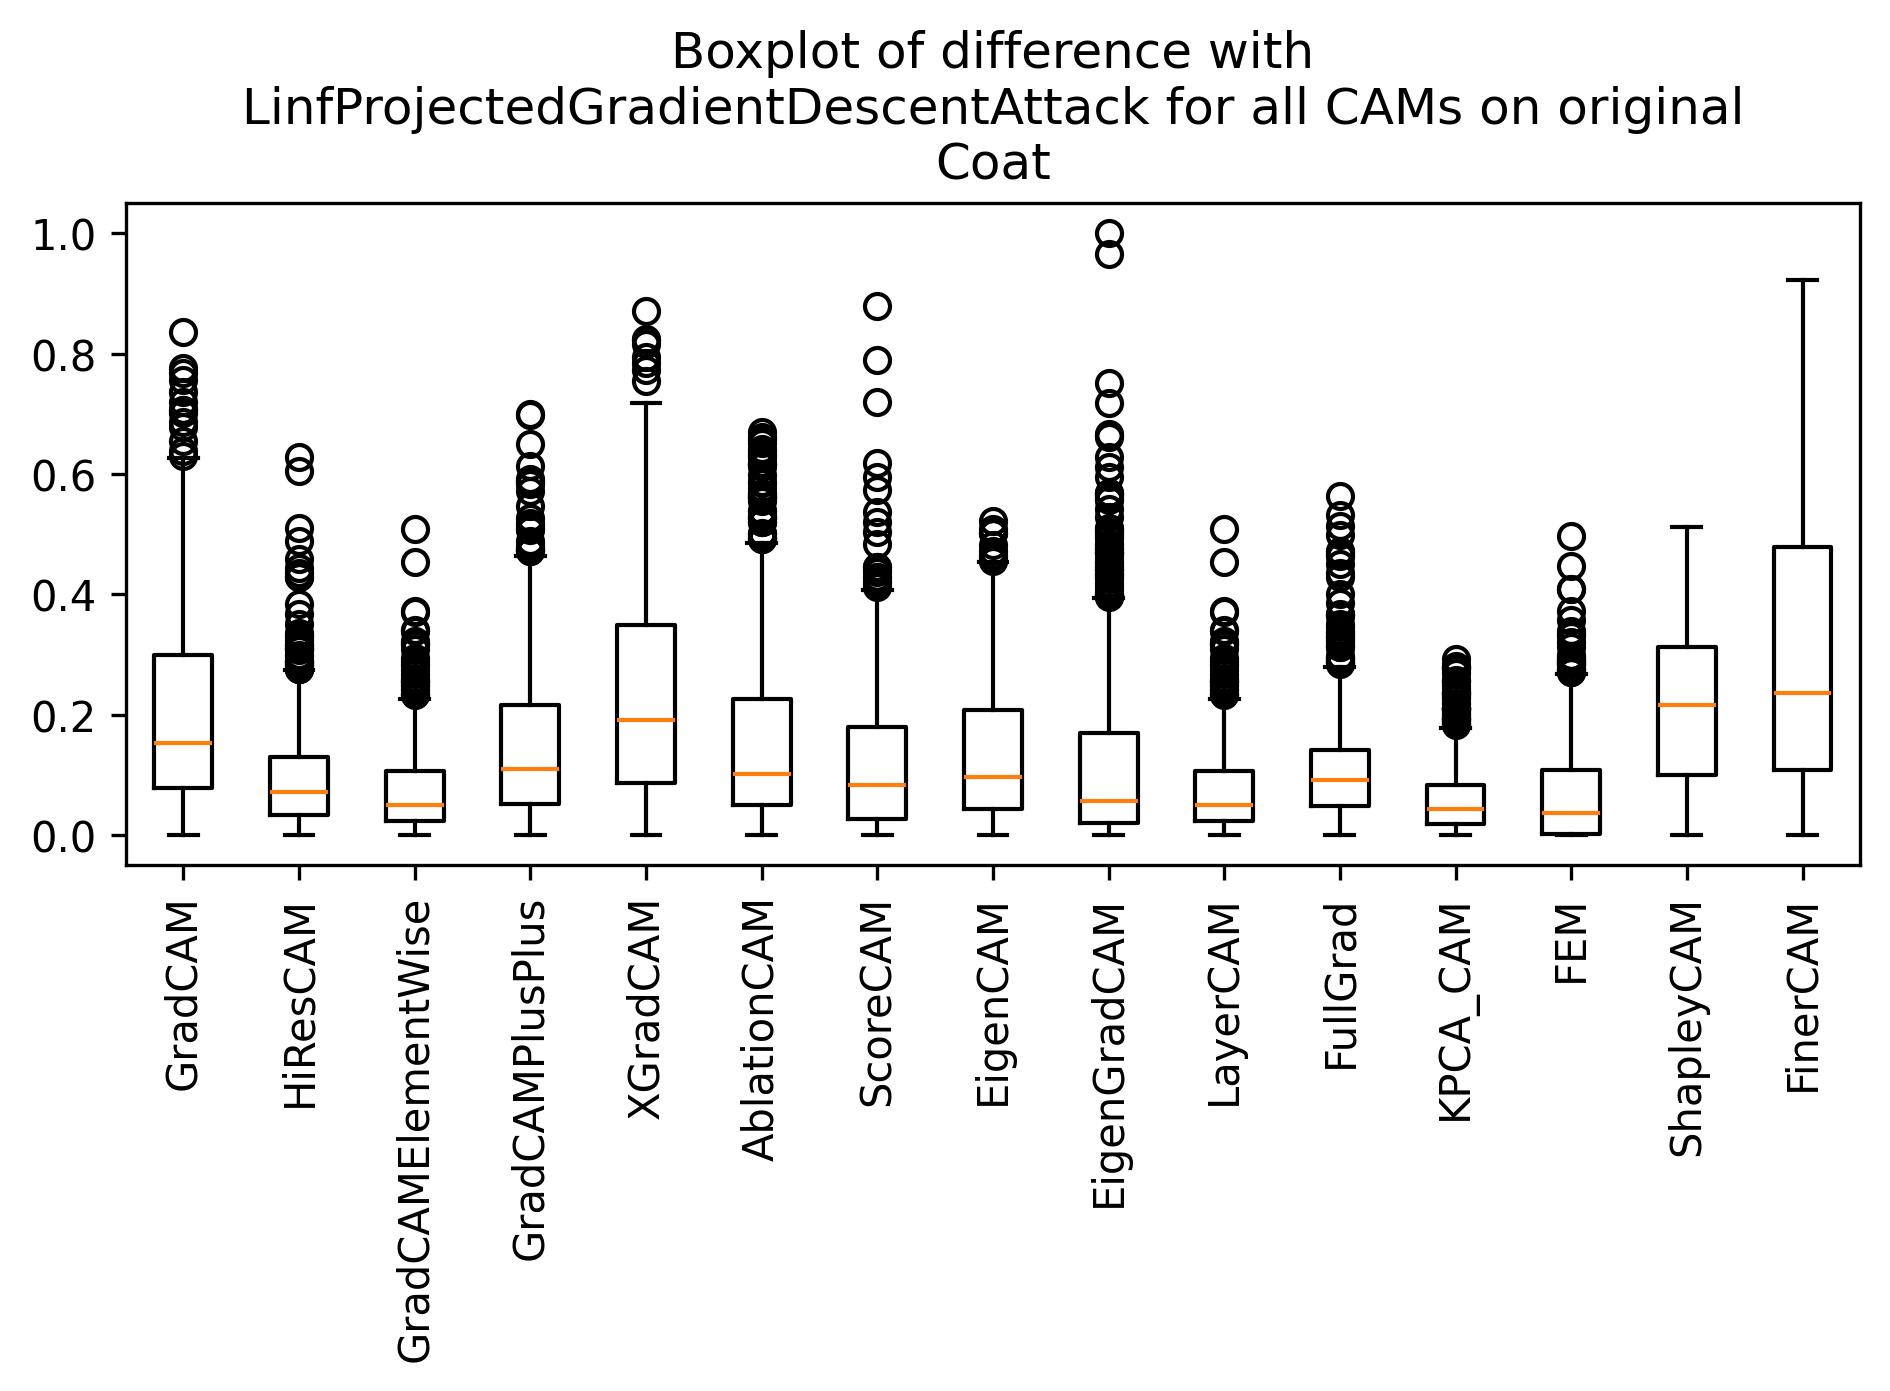 Boxplot of difference with
LinfProjectedGradientDescentAttack for all CAMs on original
Coat
1.0
0.8
0.6
0.4
0.2
0.0
GradCAM
HiResCAM
GradCAMElementWise
GradCAMPlusPlus
XGradCAM
AblationCAM
ScoreCAM
EigenCAM
EigenGradCAM
LayerCAM
FullGrad
KPCA_CAM
FEM
ShapleyCAM
FinerCAM